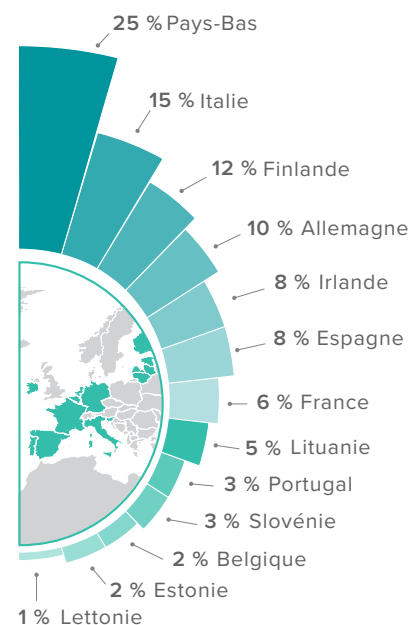 25 % Pays-Bas
15 % Italie
12 % Finlande
10 % Allemagne
8 % Irlande
8 % Espagne
6 % France
5 % Lituanie
3 % Portugal
3 % Slovénie
2 % Belgique
2 % Estonie
1 % Lettonie